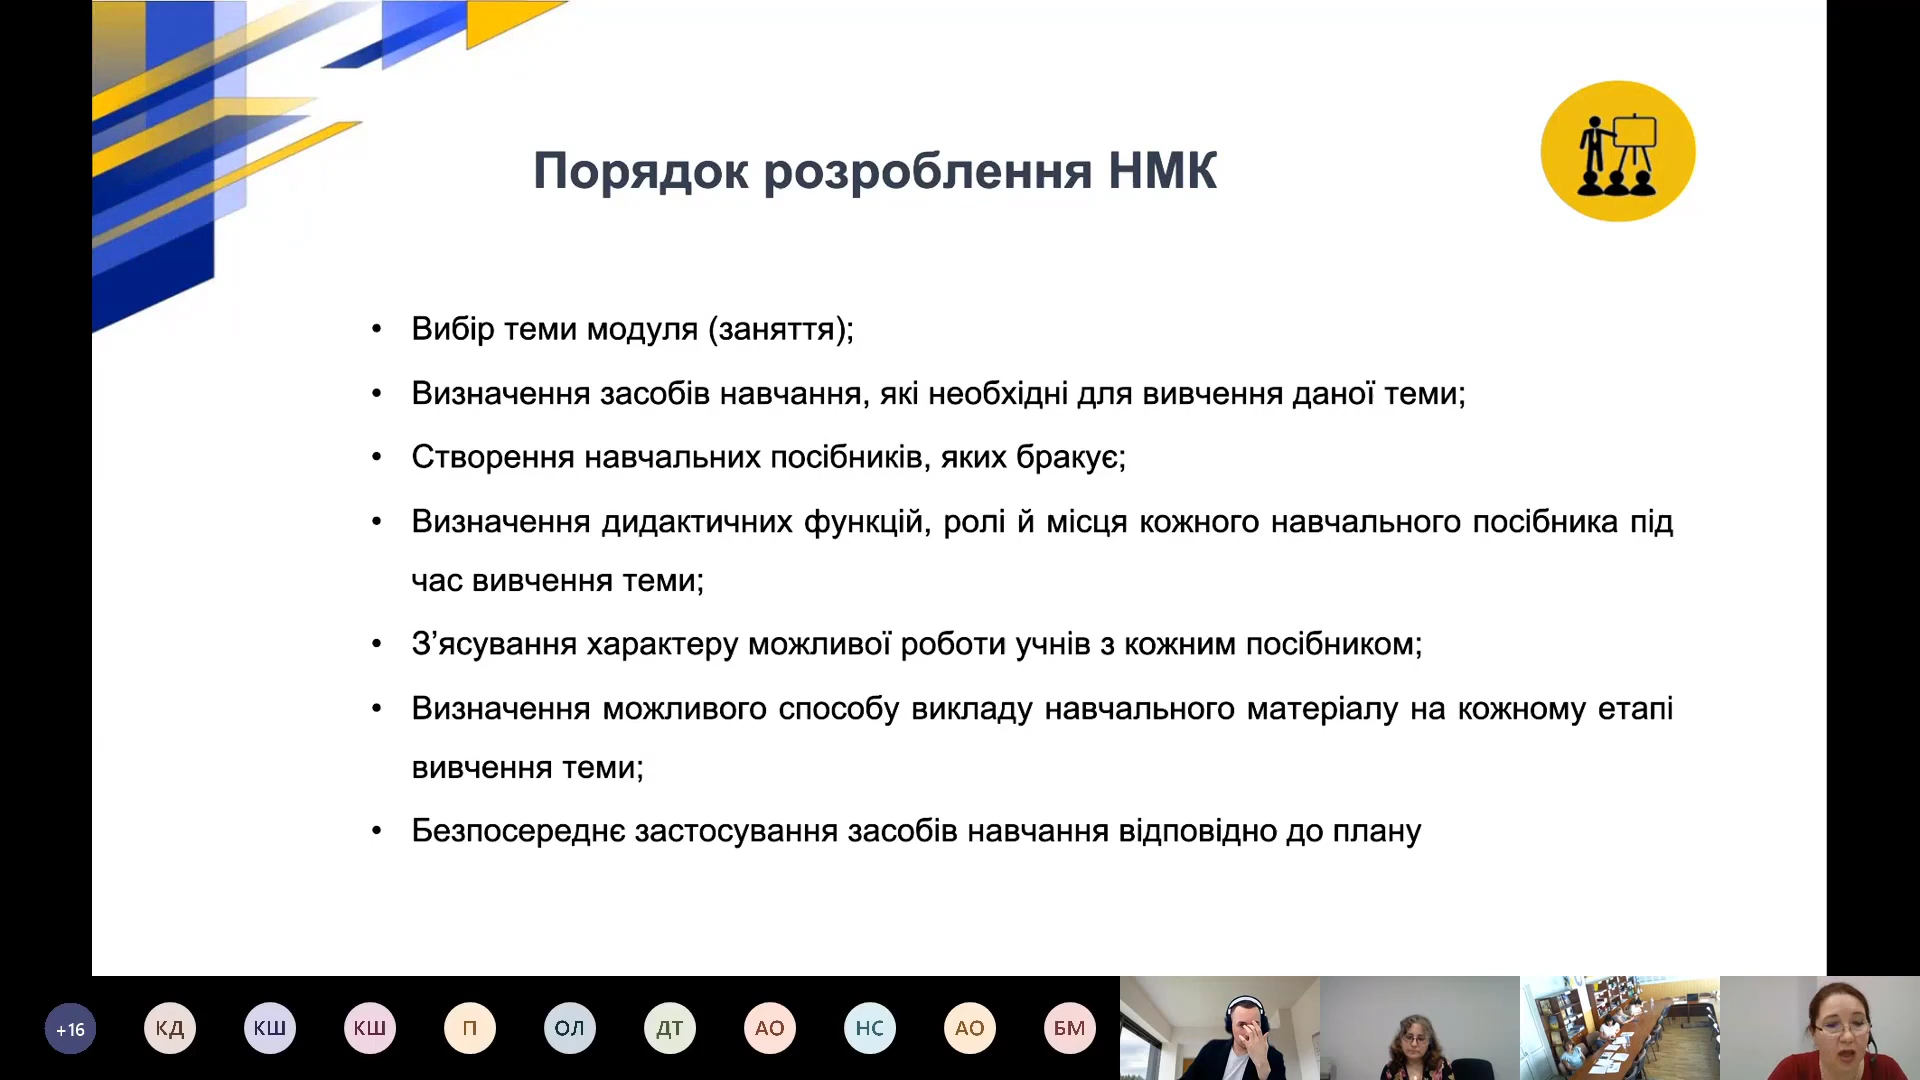 Порядок розроблення НМК
• Вибір теми модуля (заняття);
• Визначення засобів навчання, які необхідні для вивчення даної теми;
• Створення навчальних посібників, яких бракує;
• Визначення дидактичних функцій, ролі й місця кожного навчального посібника під
час вивчення теми;
• З’ясування характеру можливої роботи учнів з кожним посібником;
• Визначення можливого способу викладу навчального матеріалу на кожному етапі
вивчення теми;
• Безпосереднє застосування засобів навчання відповідно до плану
+16 КД КШ КШ П ОЛ ДТ АО НС АО БМ